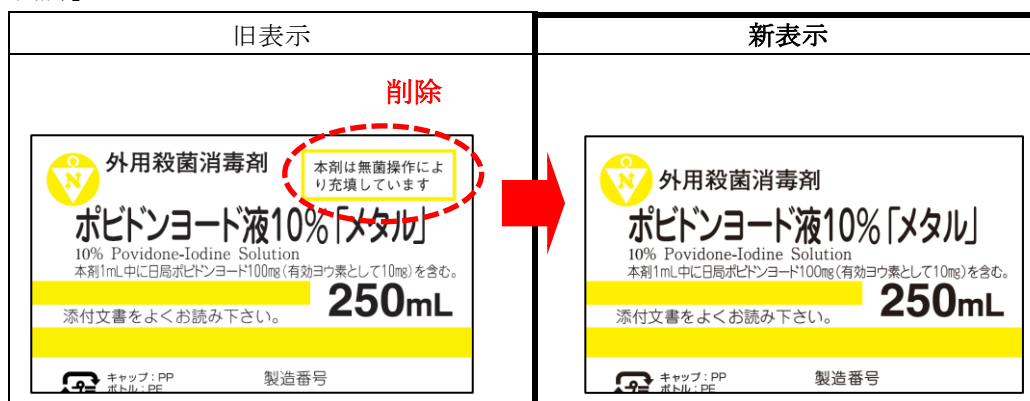 旧表示
新表示
削除
N
外用殺菌消毒剤
本剤は無菌操作によ
り充填しています
ポビドンヨード液10%「メタル」
10% Povidone-Iodine Solution
本剤1mL中に日局ポビドンヨード100mg(有効ヨウ素として10mg)を含む。
250mL
添付文書をよくお読み下さい。
キャップ:PP
ボトル:PE
製造番号
N
外用殺菌消毒剤
ポビドンヨード液10%「メタル」
10% Povidone-Iodine Solution
本剤1mL中に日局ポビドンヨード100mg(有効ヨウ素として10mg)を含む。
250mL
添付文書をよくお読み下さい。
キャップ:PP
ボトル:PE
製造番号